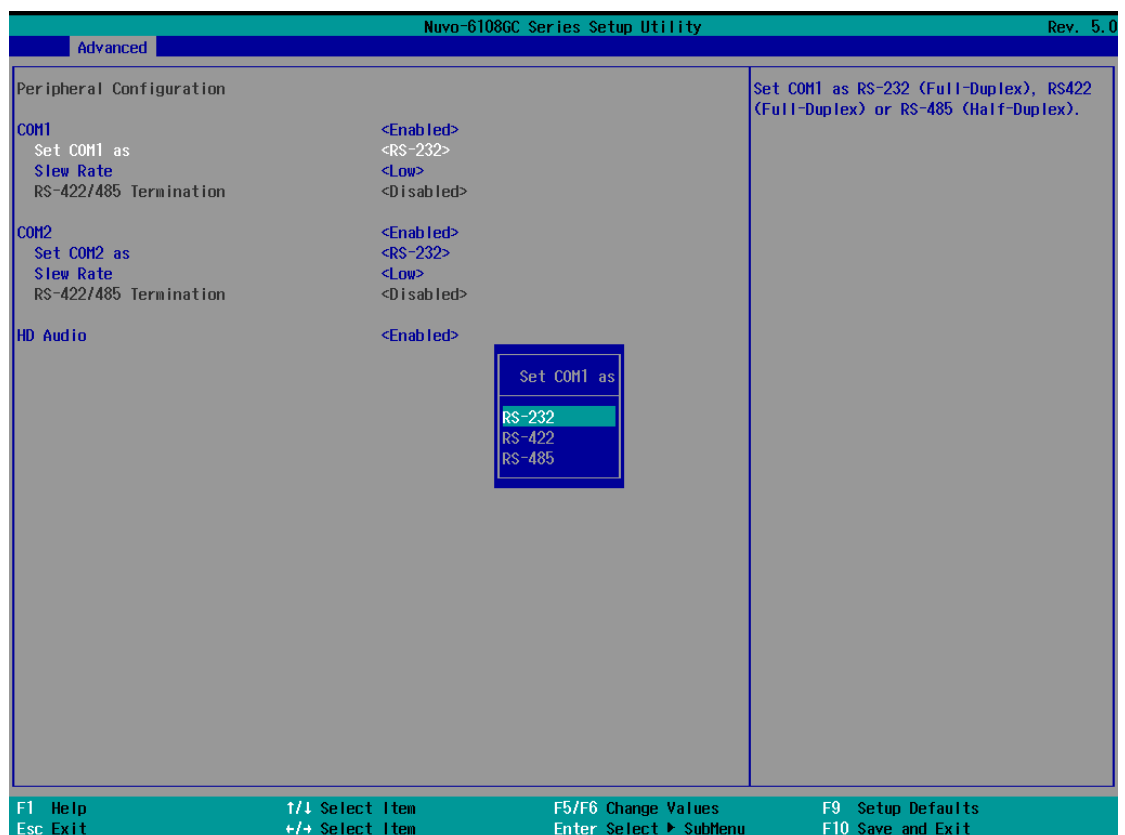 Nuvo-6108GC Series Setup Utility Rev. 5.0
Advanced
Peripheral Configuration
COM1 <Enabled>
Set COM1 as <RS-232>
Slew Rate <Low>
RS-422/485 Termination <Disabled>
COM2 <Enabled>
Set COM2 as <RS-232>
Slew Rate <Low>
RS-422/485 Termination <Disabled>
HD Audio <Enabled>
Set COM1 as
RS-232
RS-422
RS-485
Set COM1 as RS-232 (Full-Duplex), RS422
(Full-Duplex) or RS-485 (Half-Duplex).
F1 Help ↑/↓ Select Item F5/F6 Change Values F9 Setup Defaults
Esc Exit ←/→ Select Item Enter Select ▶ SubMenu F10 Save and Exit